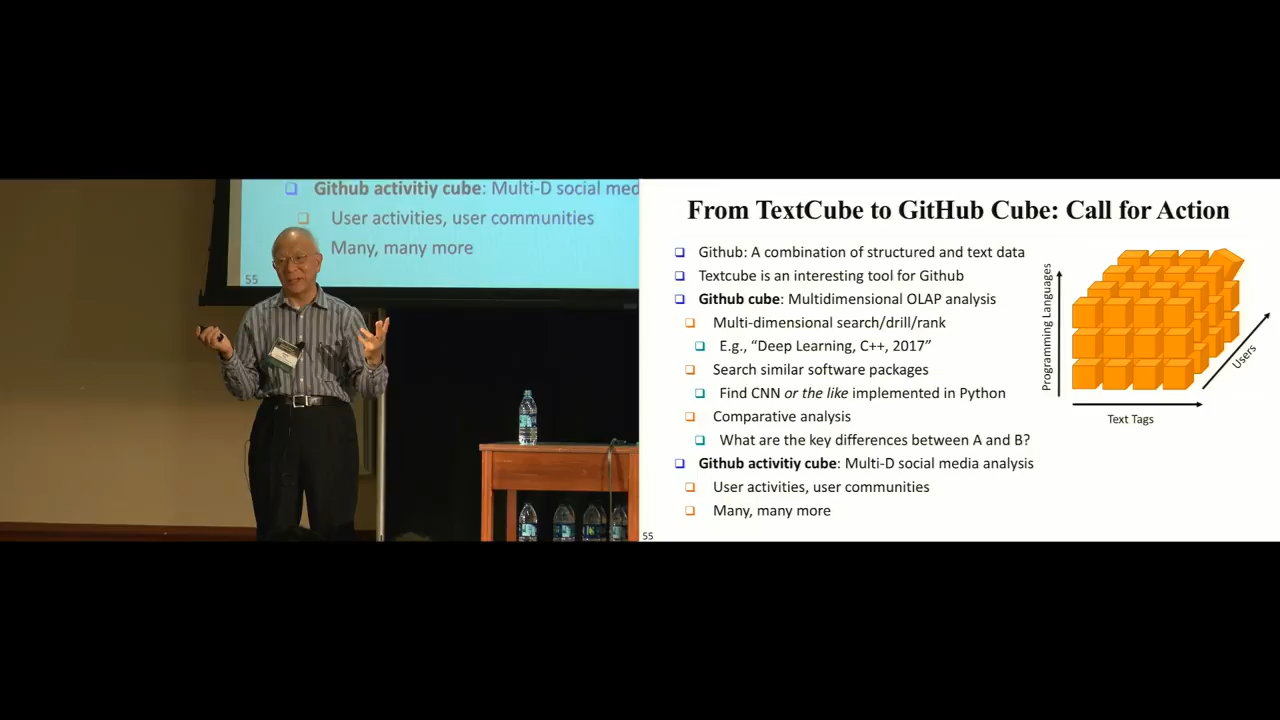 Github activitiy cube: Multi-D social med
User activities, user communities
Many, many more
55
From TextCube to GitHub Cube: Call for Action
Github: A combination of structured and text data
Textcube is an interesting tool for Github
Github cube: Multidimensional OLAP analysis
Multi-dimensional search/drill/rank
E.g., “Deep Learning, C++, 2017”
Search similar software packages
Find CNN or the like implemented in Python
Comparative analysis
What are the key differences between A and B?
Github activitiy cube: Multi-D social media analysis
User activities, user communities
Many, many more
55
Programming Languages
Text Tags
Users